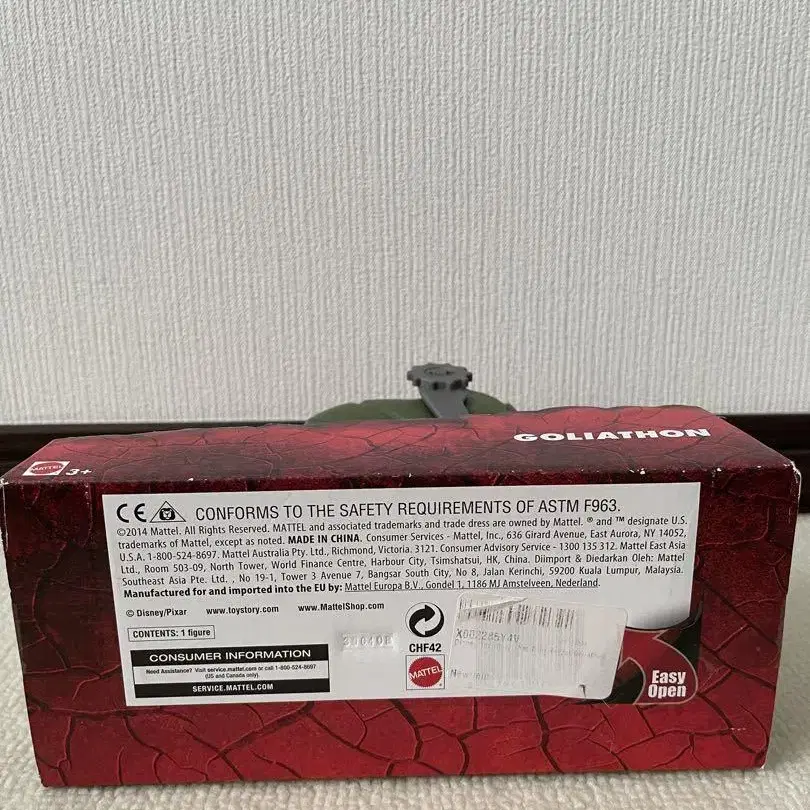 GOLIATHON
MATTEL 3+
CE CONFORMS TO THE SAFETY REQUIREMENTS OF ASTM F963.
©2014 Mattel. All Rights Reserved. MATTEL and associated trademarks and trade dress are owned by Mattel. ® and ™ designate U.S.
trademarks of Mattel, except as noted. MADE IN CHINA. Consumer Services - Mattel, Inc., 636 Girard Avenue, East Aurora, NY 14052,
U.S.A. 1-800-524-8697. Mattel Australia Pty. Ltd., Richmond, Victoria. 3121. Consumer Advisory Service - 1300 135 312. Mattel East Asia
Ltd., Room 503-09, North Tower, World Finance Centre, Harbour City, Tsimshatsui, HK, China. Diimport & Diedarkan Oleh: Mattel
Southeast Asia Pte. Ltd. , No 19-1, Tower 3 Avenue 7, Bangsar South City, No 8, Jalan Kerinchi, 59200 Kuala Lumpur, Malaysia.
Manufactured for and imported into the EU by: Mattel Europa B.V., Gondel 1, 1186 MJ Amstelveen, Nederland.
© Disney/Pixar www.toystory.com www.MattelShop.com
CONTENTS: 1 figure
CONSUMER INFORMATION
Need Assistance? Visit service.mattel.com or call 1-800-524-8697
(US and Canada only).
SERVICE.MATTEL.COM
CHF42
MATTEL
Easy
Open